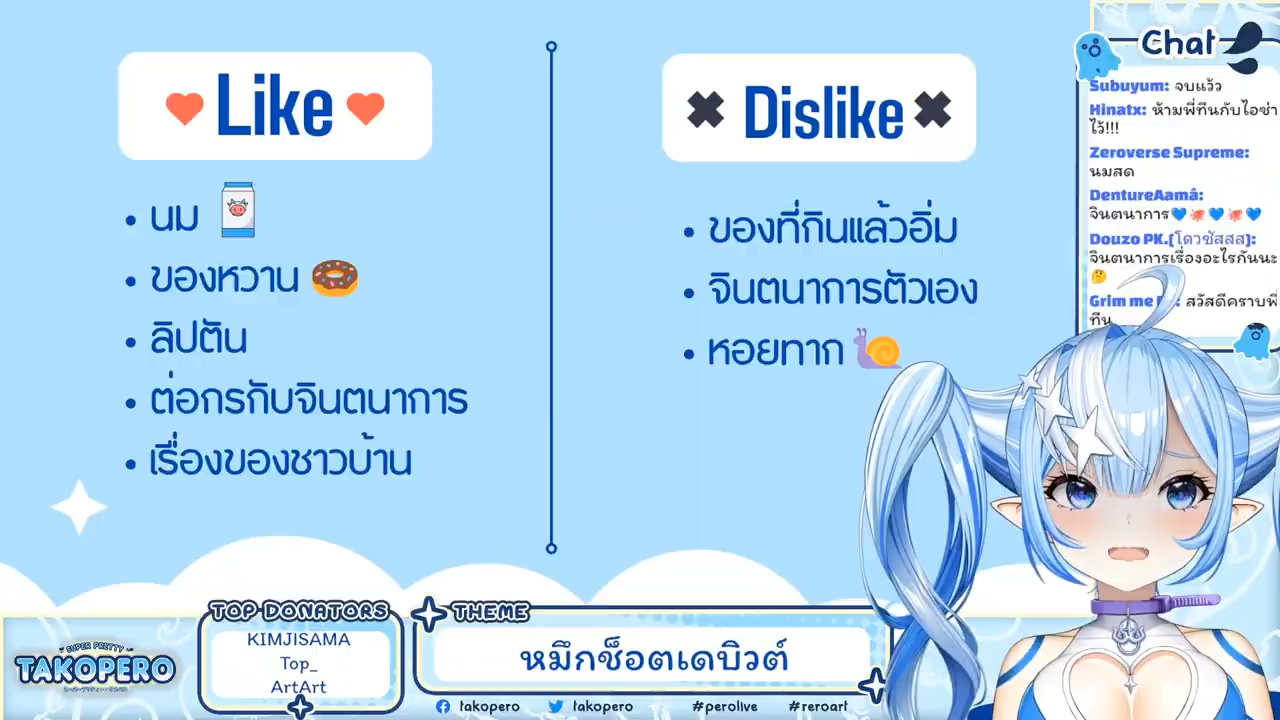 Like
นม
ของหวาน
ลิปตัน
ต่อกรกับจินตนาการ
เรื่องของชาวบ้าน
Dislike
ของที่กินแล้วอิ่ม
จินตนาการตัวเอง
หอยทาก
Chat
Subuyum: จบแว้ว
Hinatx: ห้ามพี่ทีนกับไอซ่า
ไว้!!!
Zeroverse Supreme:
นมสด
DentureAamâ:
จินตนาการ💙🐙💙🐙💙
Douzo PK.(โดวซัสสส):
จินตนาการเรื่องอะไรกันนะ
🤔
Grim me สวัสดีคราบพี่
ทีน
SUPER PRETTY
TAKOPERO
TOP DONATORS
KIMJISAMA
Top_
ArtArt
THEME
หมึกช็อตเดบิวต์
takopero
takopero
#perolive
#reroart